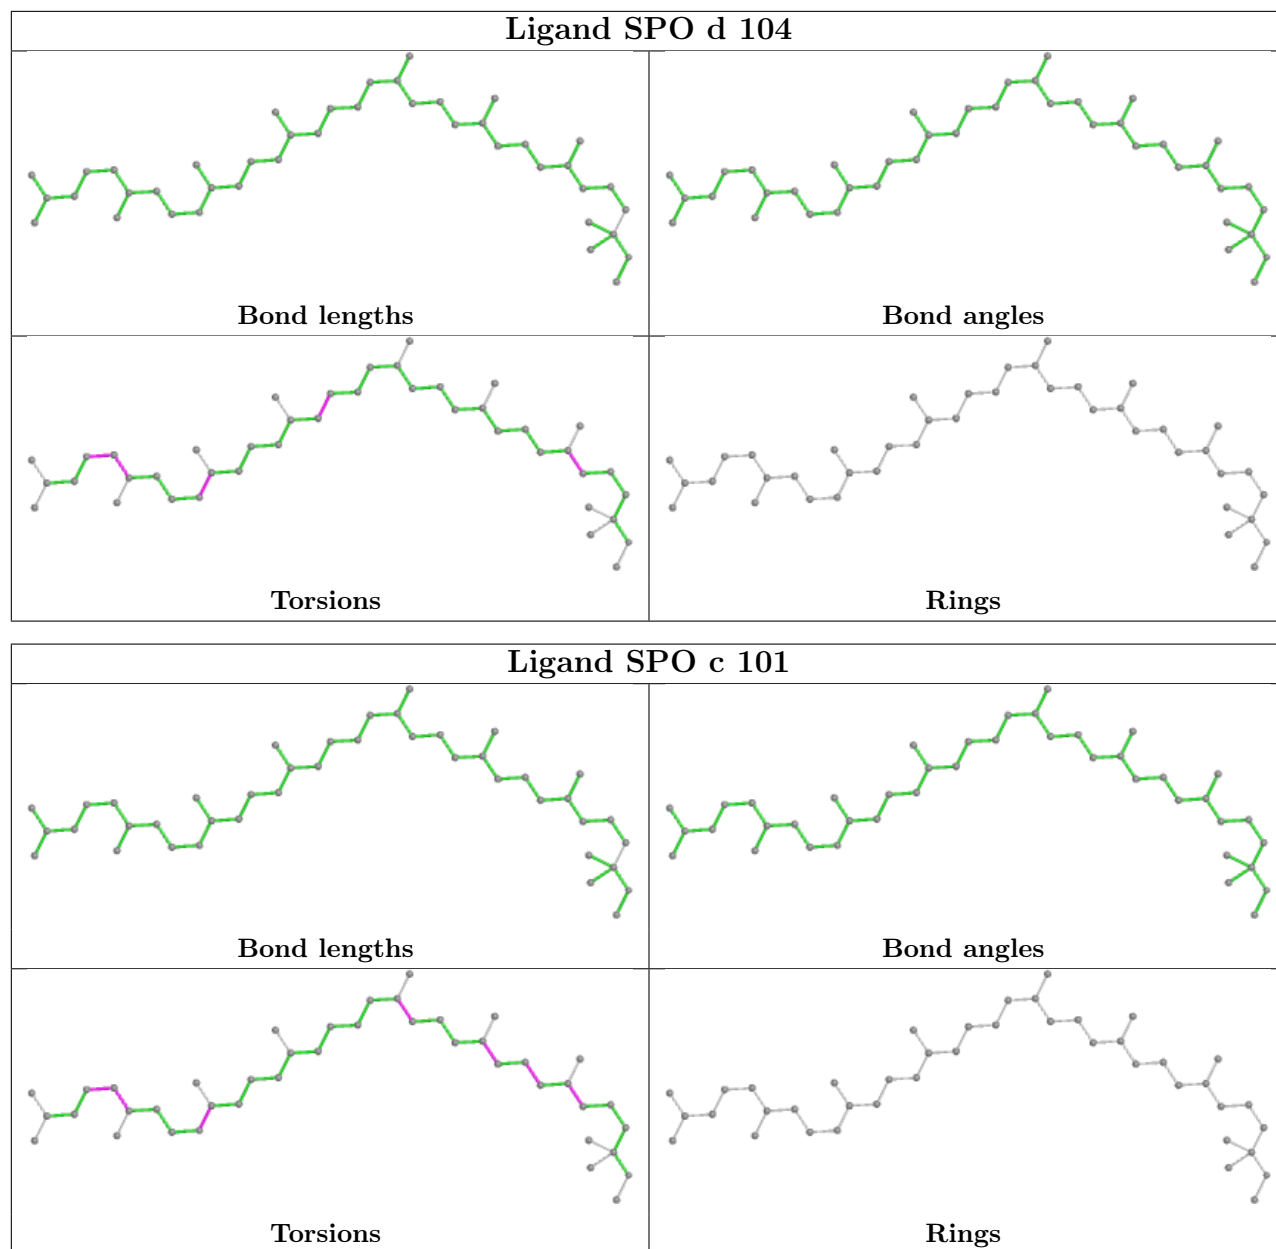 Ligand SPO d 104
Bond lengths
Bond angles
Torsions
Rings
Ligand SPO c 101
Bond lengths
Bond angles
Torsions
Rings